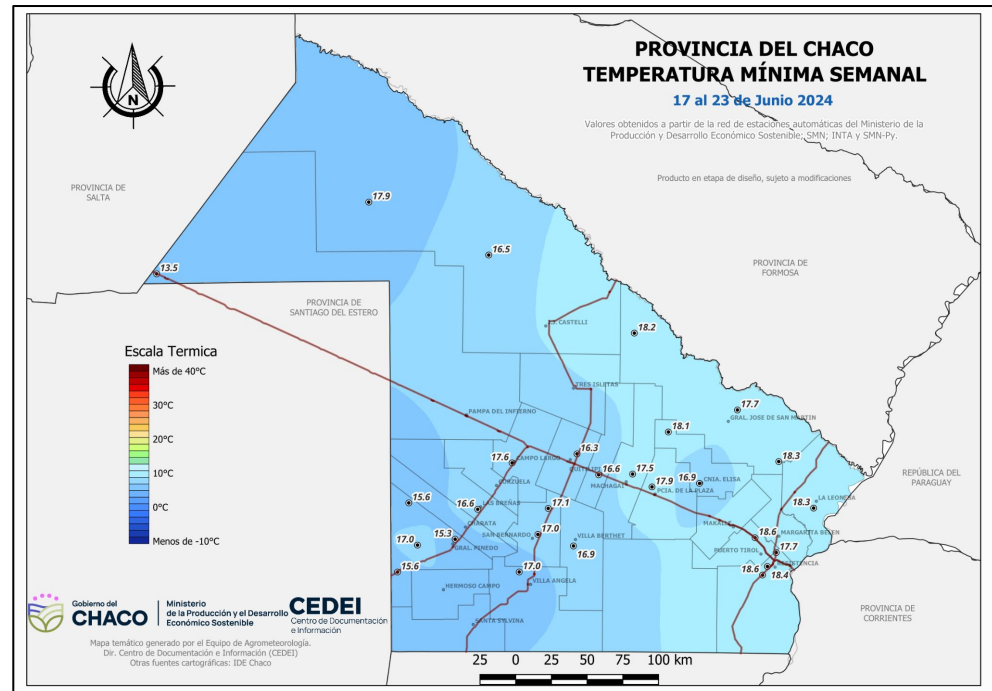 PROVINCIA DEL CHACO
TEMPERATURA MÍNIMA SEMANAL
17 al 23 de Junio 2024
Valores obtenidos a partir de la red de estaciones automáticas del Ministerio de la
Producción y Desarrollo Económico Sostenible; SMN; INTA y SMN-Py.
Producto en etapa de diseño, sujeto a modificaciones
N
PROVINCIA DE
SALTA
17.9
16.5
13.5
PROVINCIA DE
FORMOSA
PROVINCIA DE
SANTIAGO DEL ESTERO
CASTELLI
18.2
Escala Termica
Más de 40°C
30°C
20°C
10°C
0°C
Menos de -10°C
TRES ISLETAS
PAMPA DEL INFIERNO
17.7
GRAL. JOSE DE SAN MARTIN
18.1
16.3
17.6
CAMPO LARGO
18.3
QUITILIPI
16.6
17.5
MACHAGAI
17.9
PCIA. DE LA PLAZA
16.9
CNIA. ELISA
REPÚBLICA DEL
PARAGUAY
CORZUELA
15.6
16.6
LAS BREÑAS
17.1
18.3
LA LEONESA
CHARATA
MAKALLE
15.3
GRAL. PINEDO
17.0
SAN BERNARDO
17.0
VILLA BERTHET
16.9
18.6
MARGARITA BELEN
PUERTO TIROL
17.7
RESISTENCIA
18.6
18.4
15.6
17.0
VILLA ANGELA
HERMOSO CAMPO
SANTA SYLVINA
PROVINCIA DE
CORRIENTES
Gobierno del
CHACO
Ministerio
de la Producción y el Desarrollo
Económico Sostenible
CEDEI
Centro de Documentación
e Información
Mapa temático generado por el Equipo de Agrometeorología.
Dir. Centro de Documentación e Información (CEDEI)
Otras fuentes cartográficas: IDE Chaco
25 0 25 50 75 100 km